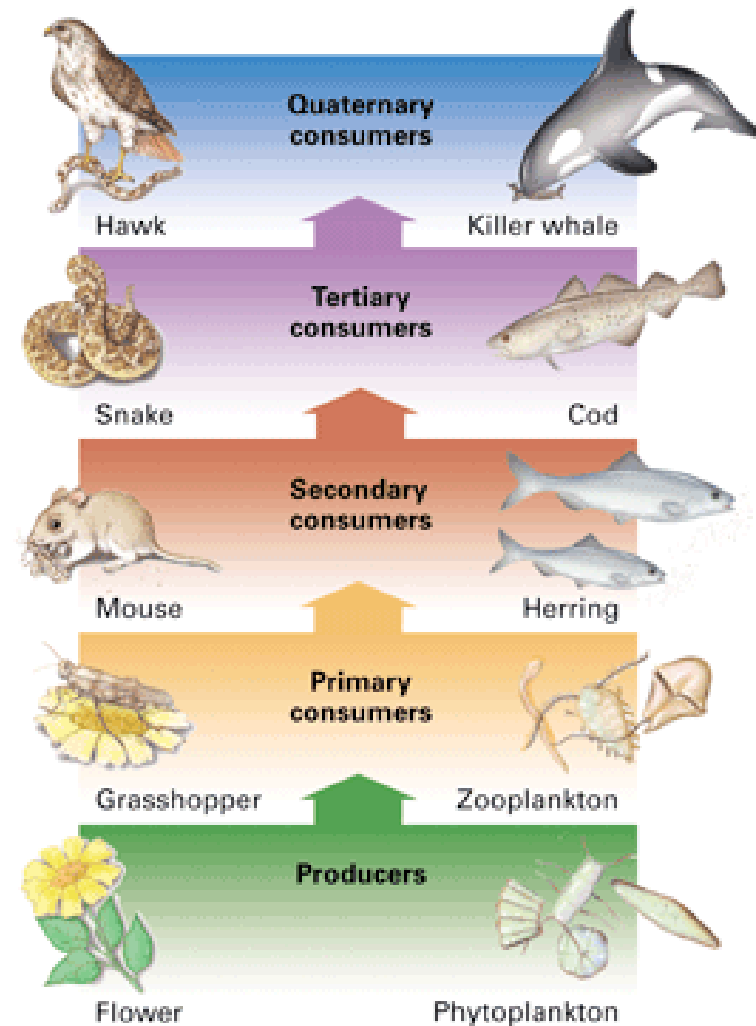 Quaternary
consumers
Hawk
Killer whale
Tertiary
consumers
Snake
Cod
Secondary
consumers
Mouse
Herring
Primary
consumers
Grasshopper
Zooplankton
Producers
Flower
Phytoplankton